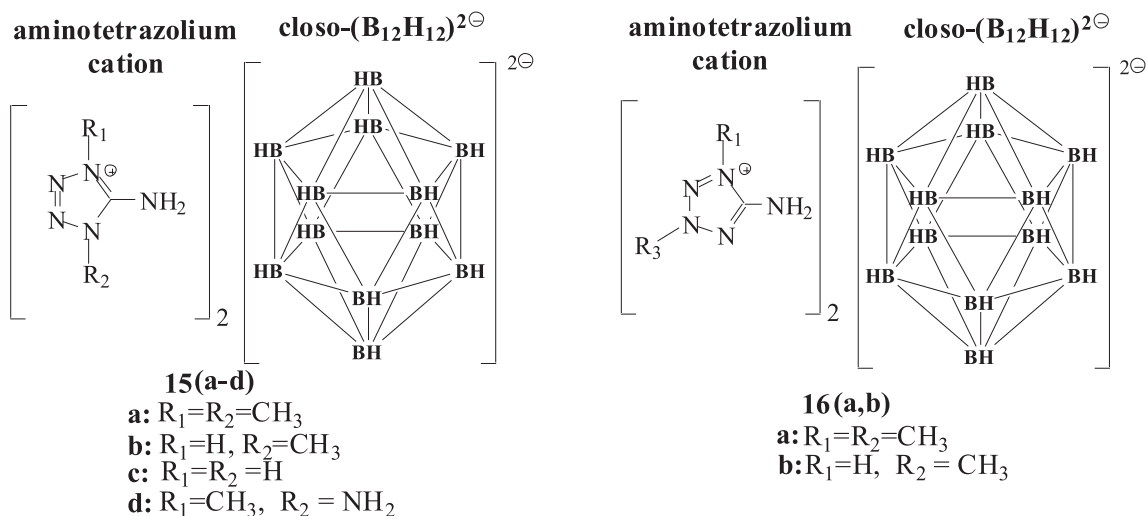 aminotetrazolium
cation
closo-(B₁₂H₁₂)²⊖
2⊖
R₁
N⊕
N
N
N
NH₂
R₂
2
HB
HB
HB
BH
HB
BH
HB
BH
HB
BH
BH
BH
15(a-d)
a: R₁=R₂=CH₃
b: R₁=H, R₂=CH₃
c: R₁=R₂ =H
d: R₁=CH₃, R₂ = NH₂
aminotetrazolium
cation
closo-(B₁₂H₁₂)²⊖
2⊖
R₁
N⊕
N
N
N
NH₂
R₃
2
HB
HB
HB
BH
HB
BH
HB
BH
HB
BH
BH
BH
16(a,b)
a:R₁=R₂=CH₃
b:R₁=H, R₂ = CH₃